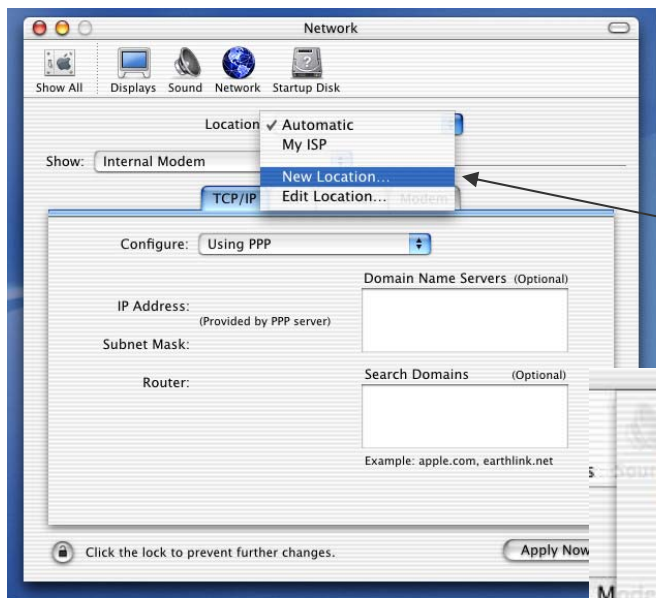 Network
Show All Displays Sound Network Startup Disk
Location ✓ Automatic
My ISP
Show: Internal Modem
New Location...
Edit Location...
TCP/IP Modem
Configure: Using PPP
Domain Name Servers (Optional)
IP Address:
(Provided by PPP server)
Subnet Mask:
Search Domains (Optional)
Router:
Example: apple.com, earthlink.net
Click the lock to prevent further changes.
Apply Now